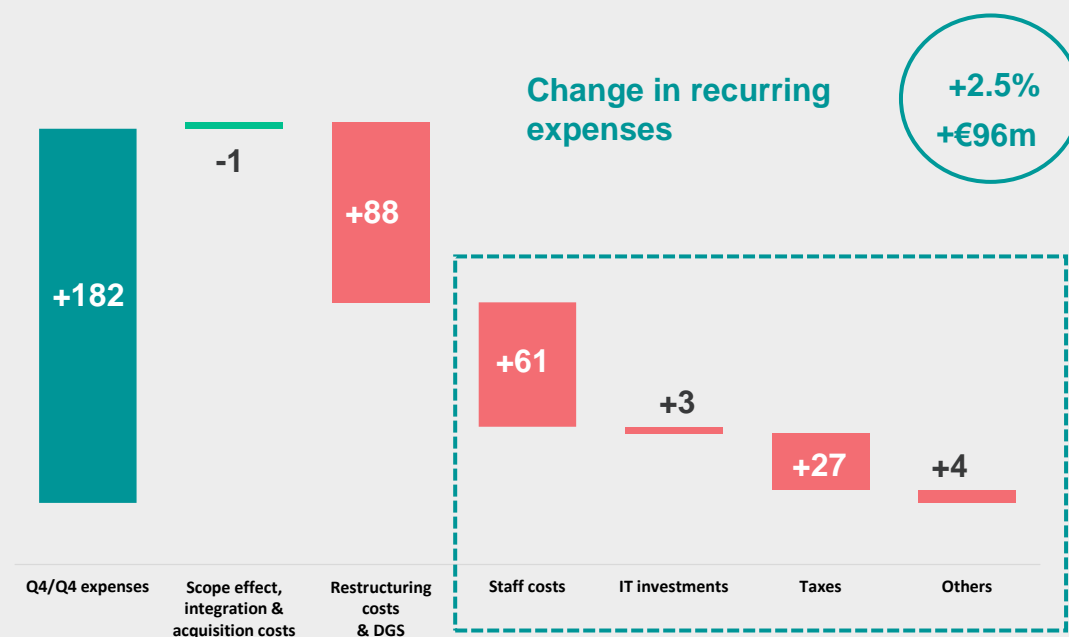 Change in recurring
expenses
+2.5%
+€96m
+182
-1
+88
+61
+3
+27
+4
Q4/Q4 expenses
Scope effect,
integration &
acquisition costs
Restructuring
costs
& DGS
Staff costs
IT investments
Taxes
Others